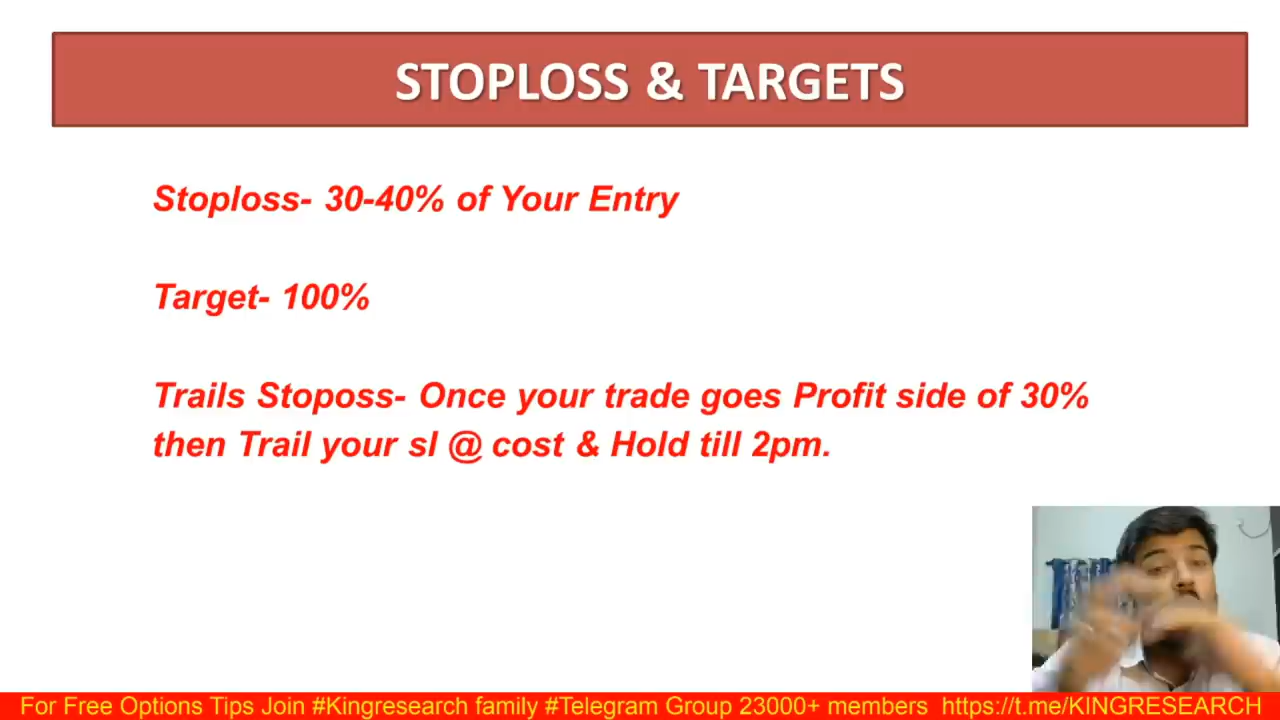 STOPLOSS & TARGETS
Stoploss- 30-40% of Your Entry
Target- 100%
Trails Stoposs- Once your trade goes Profit side of 30%
then Trail your sl @ cost & Hold till 2pm.
For Free Options Tips Join #Kingresearch family #Telegram Group 23000+ members https://t.me/KINGRESEARCH